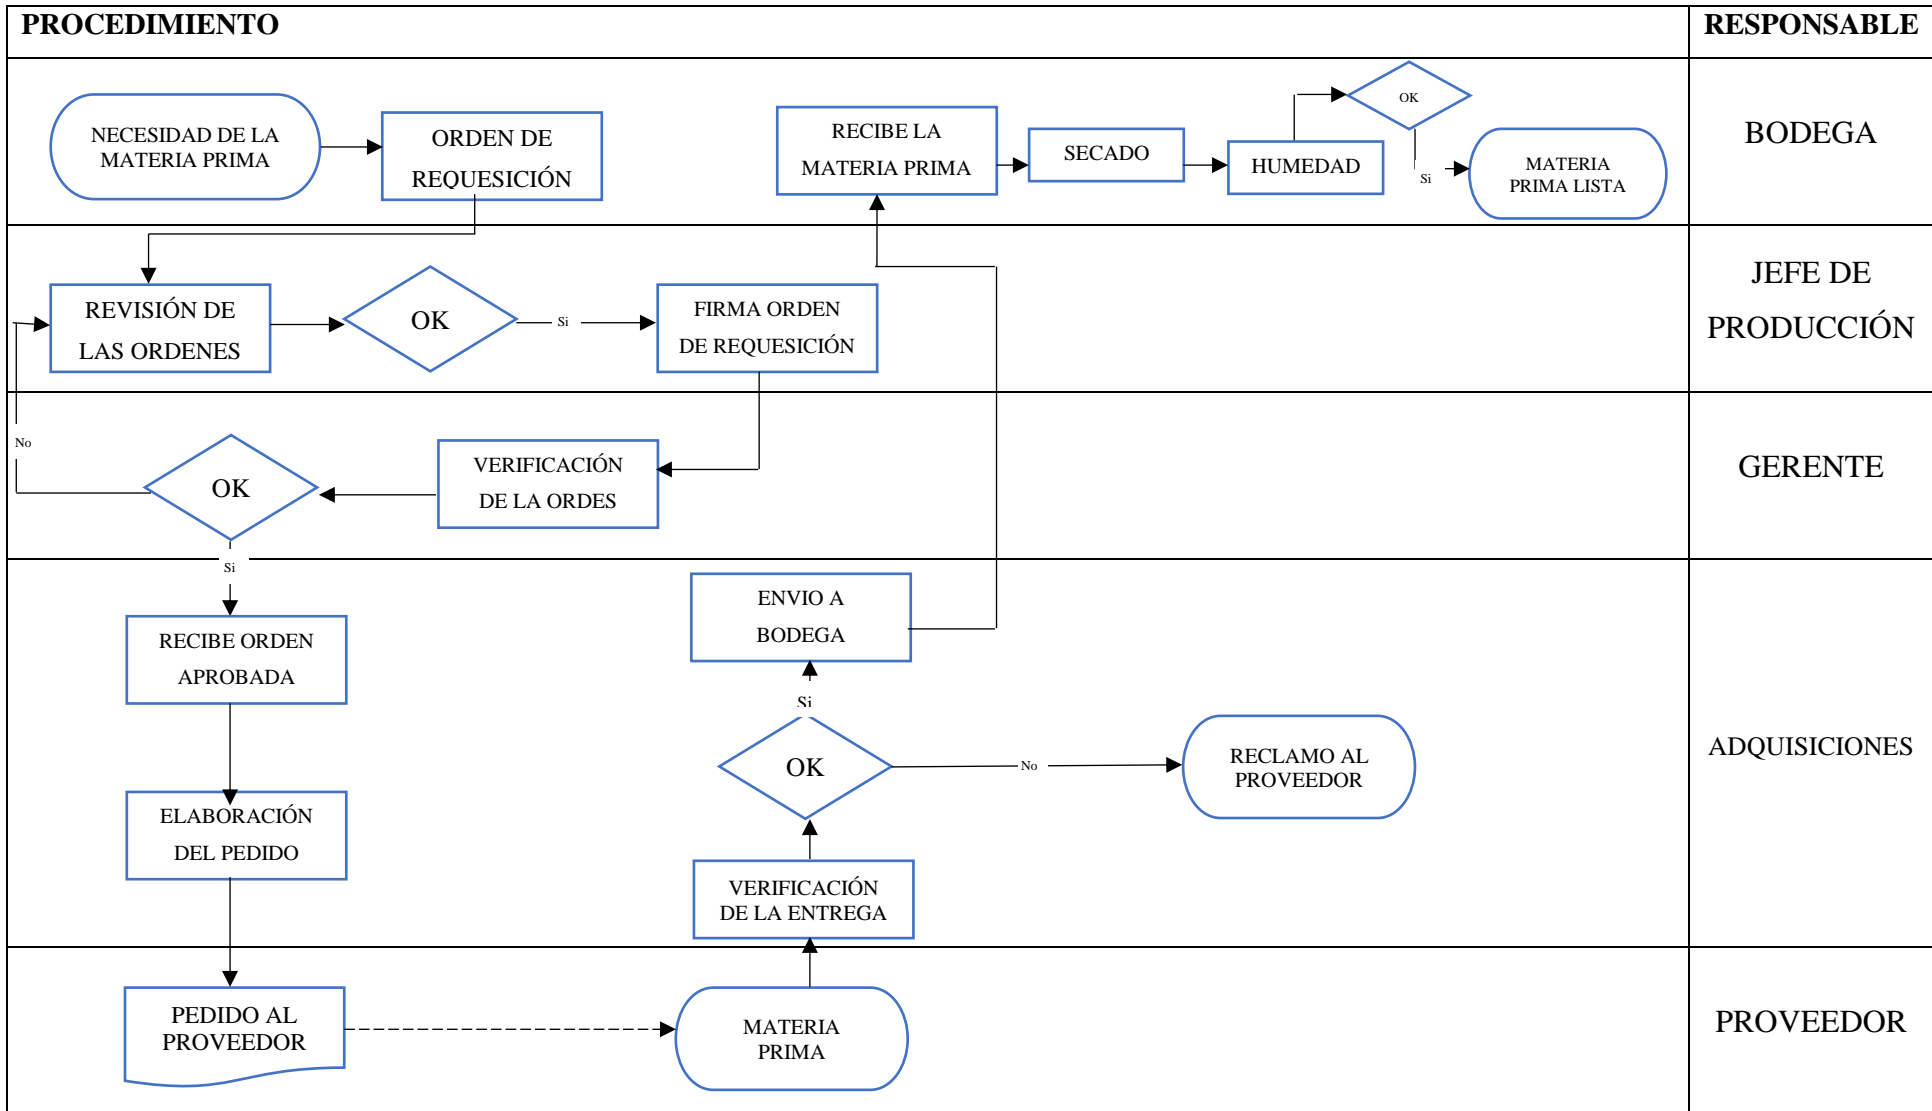 PROCEDIMIENTO
RESPONSABLE
NECESIDAD DE LA
MATERIA PRIMA
ORDEN DE
REQUESICIÓN
RECIBE LA
MATERIA PRIMA
SECADO
HUMEDAD
OK
Si
MATERIA
PRIMA LISTA
BODEGA
REVISIÓN DE
LAS ORDENES
OK
Si
FIRMA ORDEN
DE REQUESICIÓN
JEFE DE
PRODUCCIÓN
No
OK
VERIFICACIÓN
DE LA ORDES
GERENTE
Si
RECIBE ORDEN
APROBADA
ELABORACIÓN
DEL PEDIDO
ENVIO A
BODEGA
Si
OK
No
RECLAMO AL
PROVEEDOR
VERIFICACIÓN
DE LA ENTREGA
ADQUISICIONES
PEDIDO AL
PROVEEDOR
MATERIA
PRIMA
PROVEEDOR